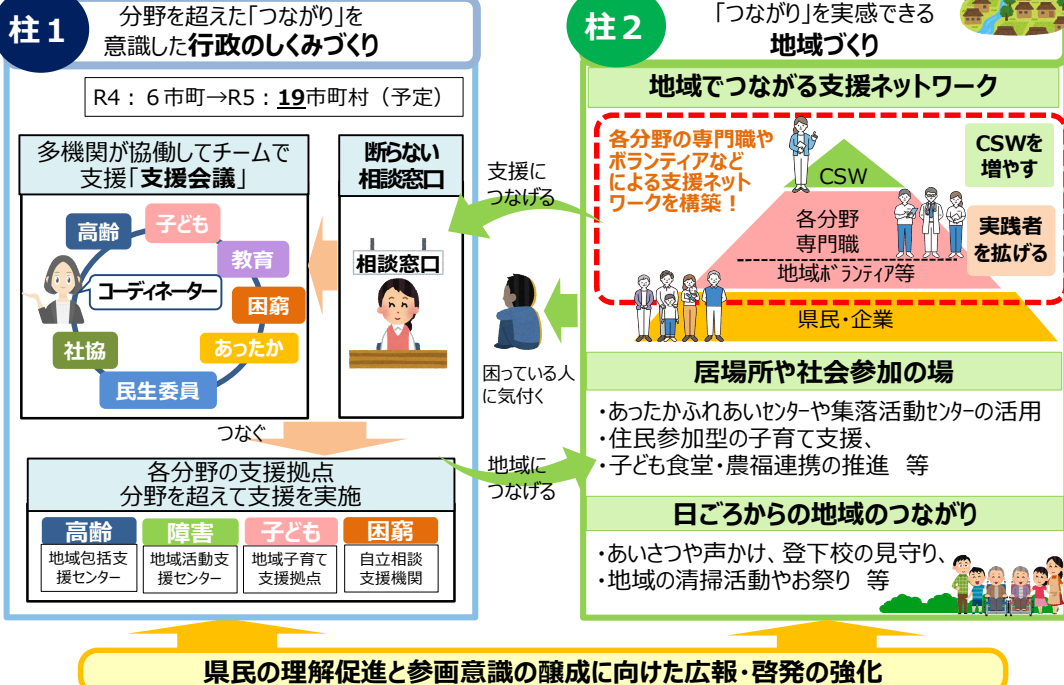 柱1
分野を超えた「つながり」を
意識した行政のしくみづくり
R4：６市町→R5：19市町村（予定）
多機関が協働してチームで
支援「支援会議」
高齢
子ども
教育
困窮
あったか
民生委員
社協
コーディネーター
断らない
相談窓口
相談窓口
つなぐ
各分野の支援拠点
分野を超えて支援を実施
高齢
地域包括支
援センター
障害
地域活動支
援センター
子ども
地域子育て
支援拠点
困窮
自立相談
支援機関
支援に
つなげる
困っている人
に気付く
地域に
つなげる
柱2
「つながり」を実感できる
地域づくり
地域でつながる支援ネットワーク
各分野の専門職や
ボランティアなど
による支援ネット
ワークを構築！
CSW
各分野
専門職
地域ﾎﾞﾗﾝﾃｨｱ等
県民・企業
CSWを
増やす
実践者
を拡げる
居場所や社会参加の場
・あったかふれあいｾﾝﾀｰや集落活動ｾﾝﾀｰの活用
・住民参加型の子育て支援、
・子ども食堂・農福連携の推進 等
日ごろからの地域のつながり
・あいさつや声かけ、登下校の見守り、
・地域の清掃活動やお祭り 等
県民の理解促進と参画意識の醸成に向けた広報・啓発の強化